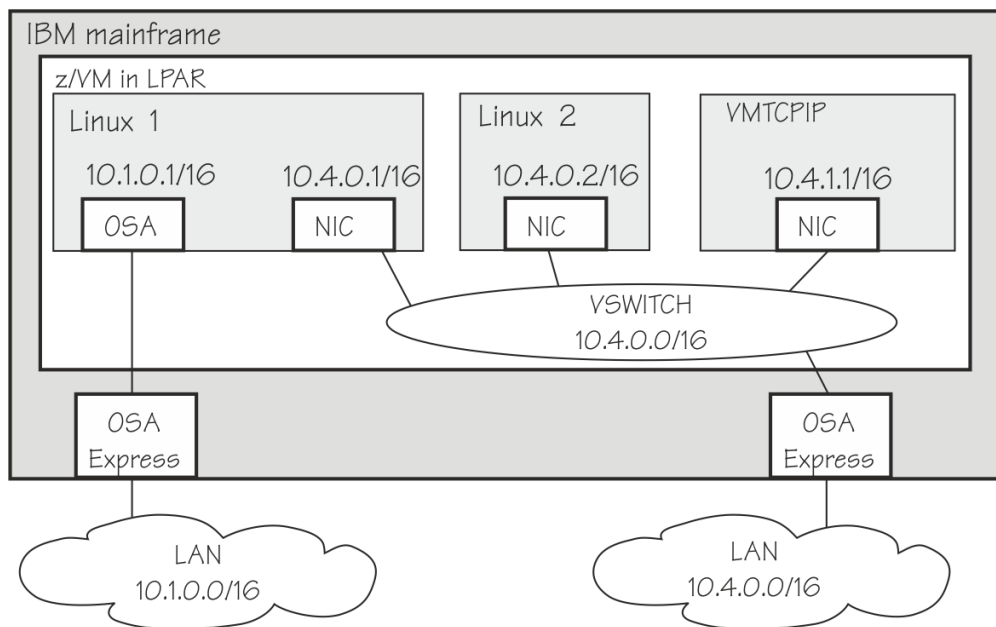 IBM mainframe
z/VM in LPAR
Linux 1
10.1.0.1/16
10.4.0.1/16
OSA
NIC
Linux 2
10.4.0.2/16
NIC
VMTCPIP
10.4.1.1/16
NIC
VSWITCH
10.4.0.0/16
OSA
Express
OSA
Express
LAN
10.1.0.0/16
LAN
10.4.0.0/16